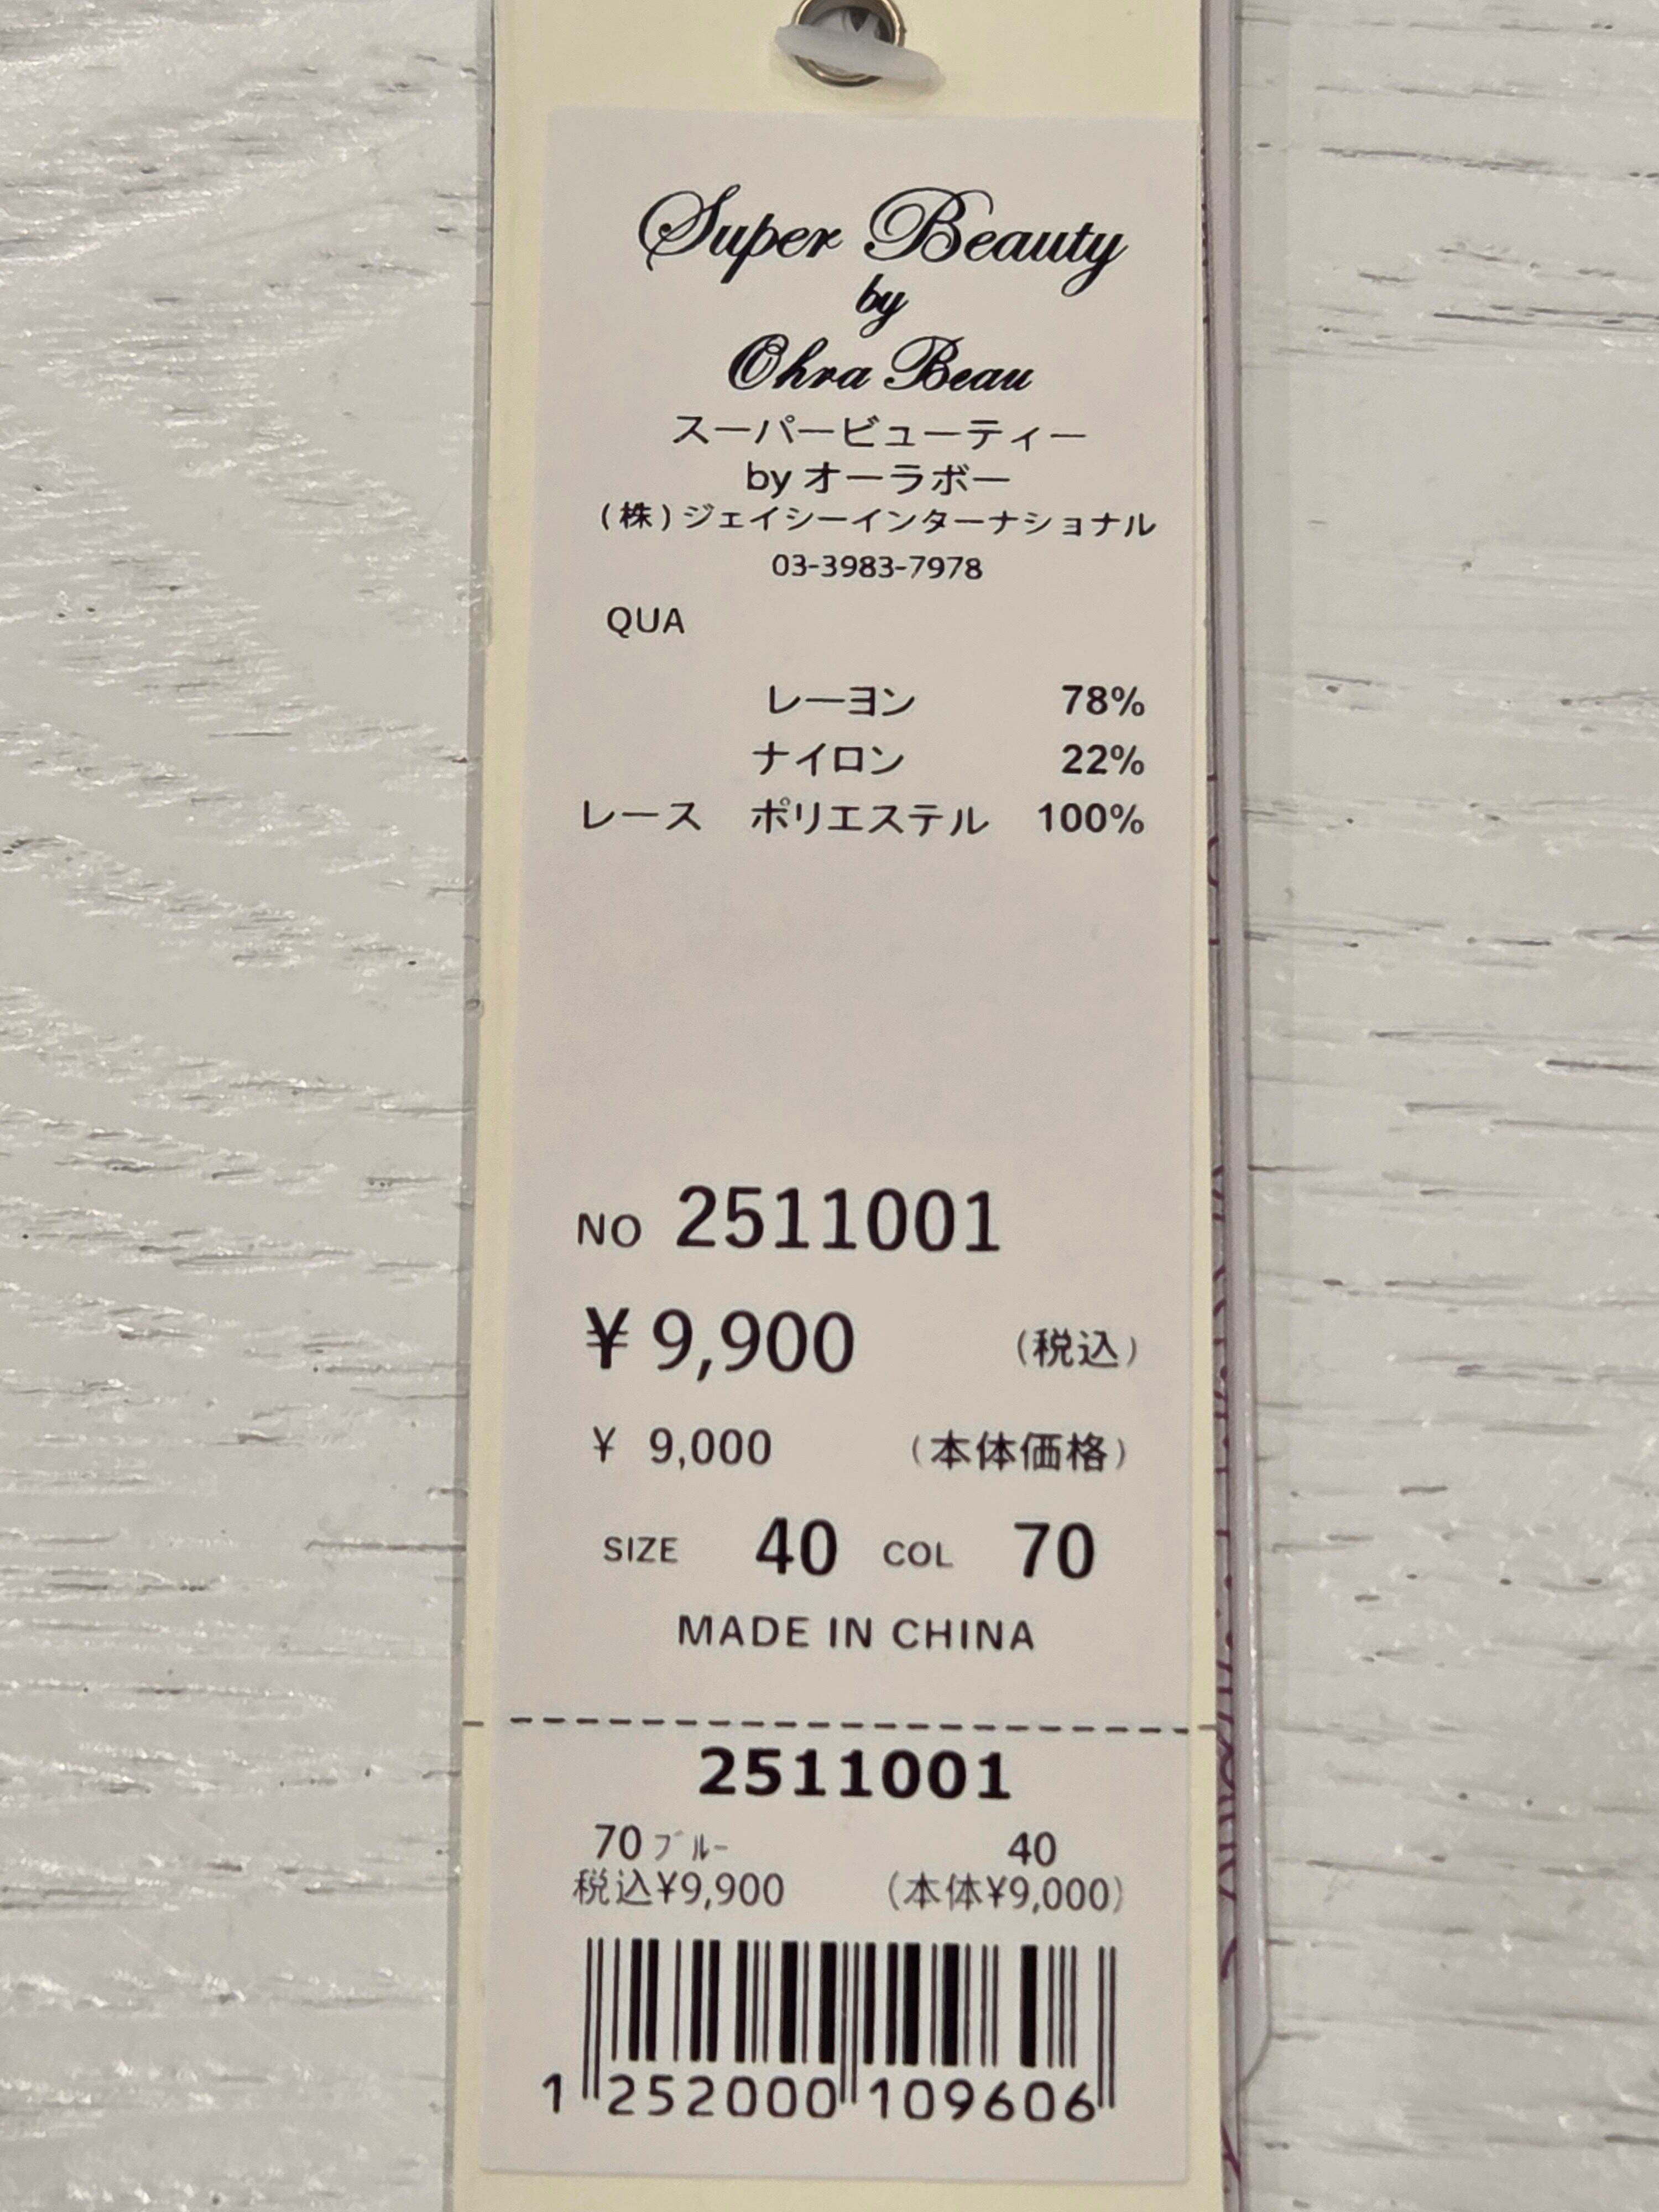 Super Beauty
by
Ohra Beau
スーパービューティー
by オーラボー
(株)ジェイシーインターナショナル
03-3983-7978
QUA
レーヨン 78%
ナイロン 22%
レース ポリエステル 100%
NO 2511001
¥9,900 (税込)
¥ 9,000 (本体価格)
SIZE 40 COL 70
MADE IN CHINA
2511001
70 ﾌﾞﾙｰ 40
税込¥9,900 (本体¥9,000)
1 252000 109606